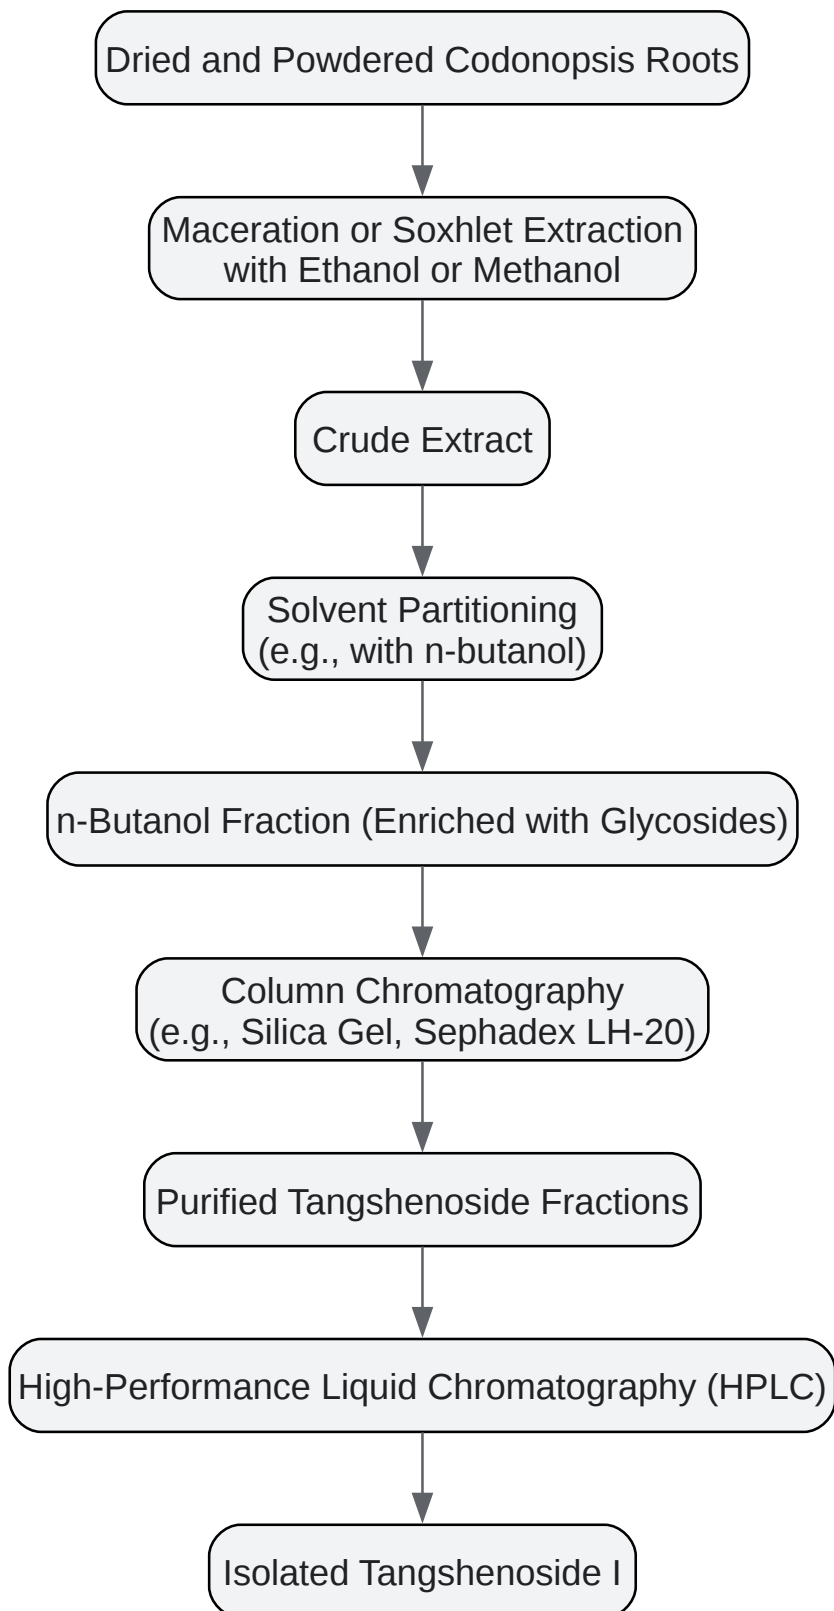 Dried and Powdered Codonopsis Roots
Maceration or Soxhlet Extraction
with Ethanol or Methanol
Crude Extract
Solvent Partitioning
(e.g., with n-butanol)
n-Butanol Fraction (Enriched with Glycosides)
Column Chromatography
(e.g., Silica Gel, Sephadex LH-20)
Purified Tangshenoside Fractions
High-Performance Liquid Chromatography (HPLC)
Isolated Tangshenoside I